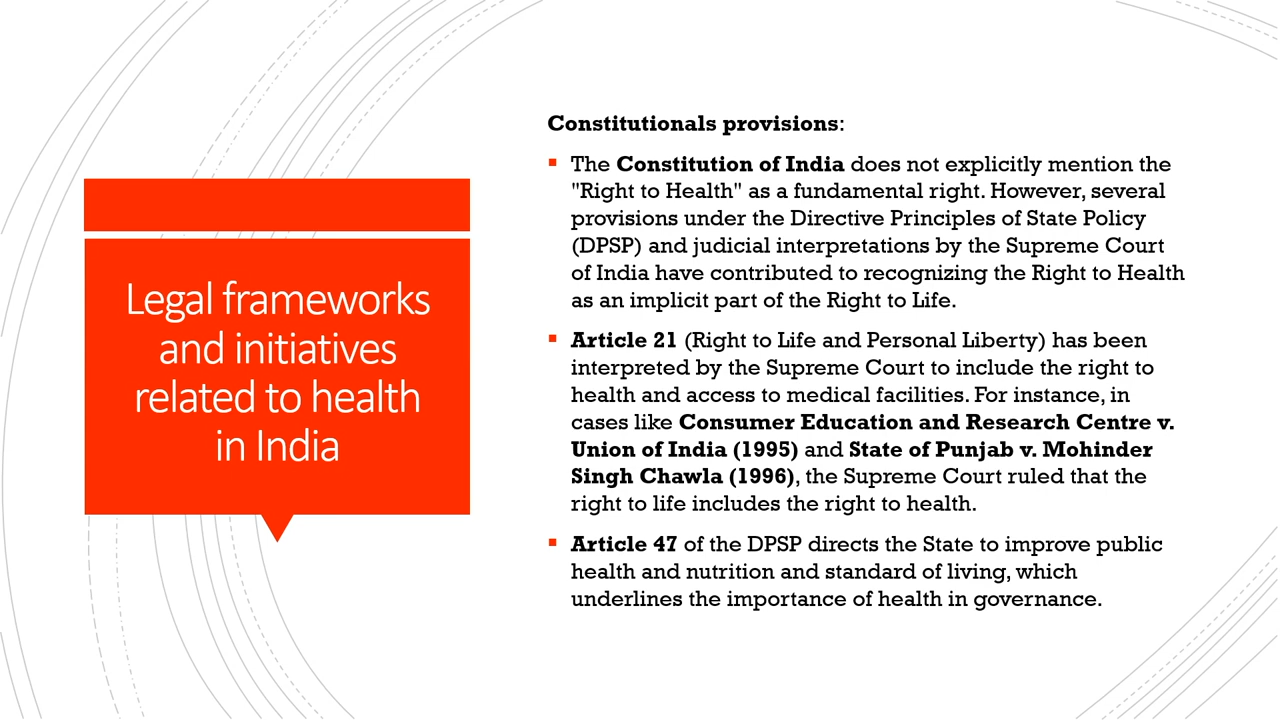 Legal frameworks
and initiatives
related to health
in India
Constitutionals provisions:
The Constitution of India does not explicitly mention the
"Right to Health" as a fundamental right. However, several
provisions under the Directive Principles of State Policy
(DPSP) and judicial interpretations by the Supreme Court
of India have contributed to recognizing the Right to Health
as an implicit part of the Right to Life.
Article 21 (Right to Life and Personal Liberty) has been
interpreted by the Supreme Court to include the right to
health and access to medical facilities. For instance, in
cases like Consumer Education and Research Centre v.
Union of India (1995) and State of Punjab v. Mohinder
Singh Chawla (1996), the Supreme Court ruled that the
right to life includes the right to health.
Article 47 of the DPSP directs the State to improve public
health and nutrition and standard of living, which
underlines the importance of health in governance.